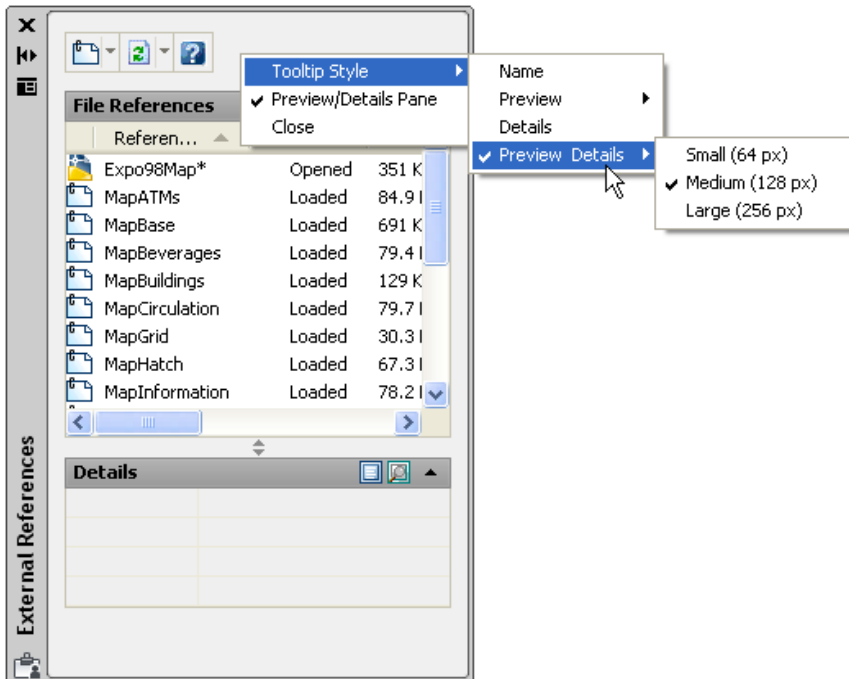 Tooltip Style
Preview/Details Pane
Close
Name
Preview
Details
Preview Details
Small (64 px)
Medium (128 px)
Large (256 px)
File References
Referen...
Expo98Map* Opened 351 K
MapATMs Loaded 84.9
MapBase Loaded 691 K
MapBeverages Loaded 79.4
MapBuildings Loaded 129 K
MapCirculation Loaded 79.7
MapGrid Loaded 30.3
MapHatch Loaded 67.3
MapInformation Loaded 78.2
Details
External References